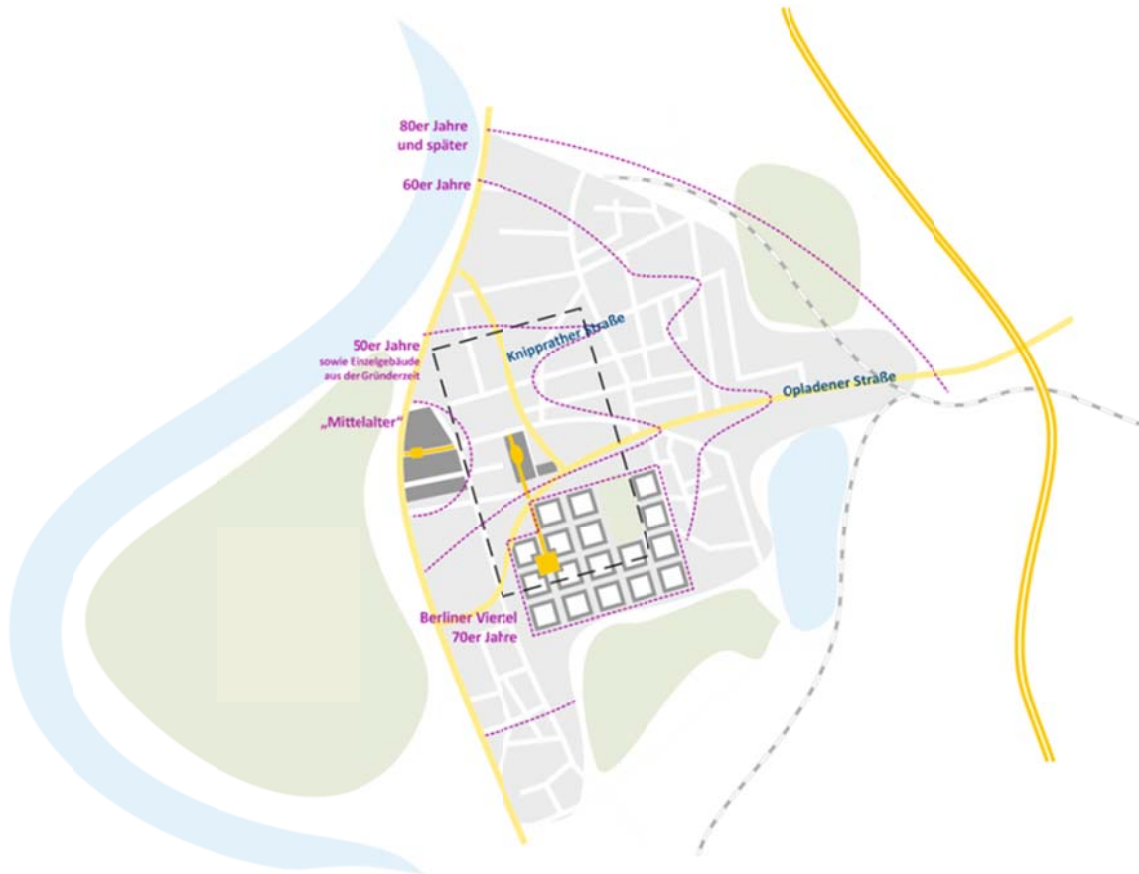 80er Jahre
und später
60er Jahre
Knipprather Straße
50er Jahre
sowie Einzelgebäude
aus der Gründerzeit
Opladener Straße
„Mittelalter“
Berliner Viertel
70er Jahre